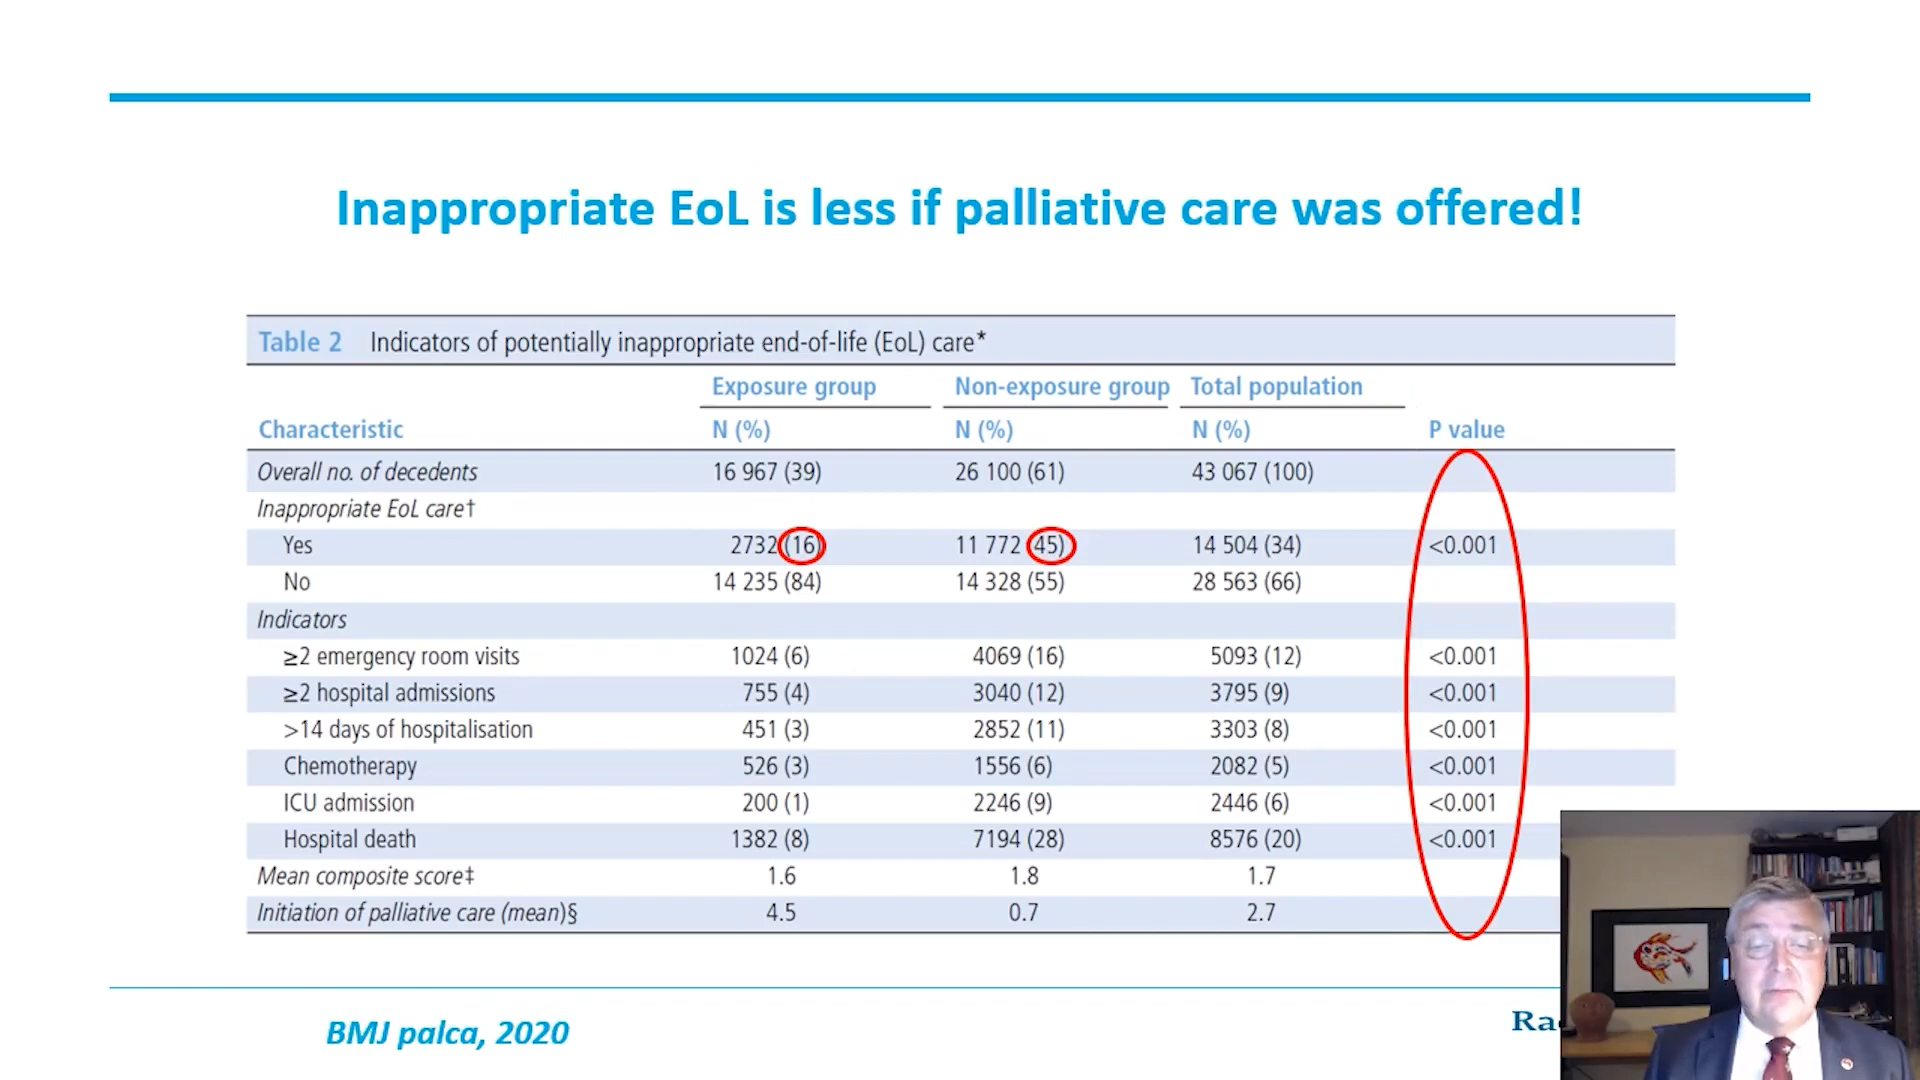 Inappropriate EoL is less if palliative care was offered!
Table 2 Indicators of potentially inappropriate end-of-life (EoL) care*
Exposure group Non-exposure group Total population
Characteristic N (%) N (%) N (%) P value
Overall no. of decedents 16 967 (39) 26 100 (61) 43 067 (100)
Inappropriate EoL care†
Yes 2732 (16) 11 772 (45) 14 504 (34) <0.001
No 14 235 (84) 14 328 (55) 28 563 (66)
Indicators
≥2 emergency room visits 1024 (6) 4069 (16) 5093 (12) <0.001
≥2 hospital admissions 755 (4) 3040 (12) 3795 (9) <0.001
>14 days of hospitalisation 451 (3) 2852 (11) 3303 (8) <0.001
Chemotherapy 526 (3) 1556 (6) 2082 (5) <0.001
ICU admission 200 (1) 2246 (9) 2446 (6) <0.001
Hospital death 1382 (8) 7194 (28) 8576 (20) <0.001
Mean composite score‡ 1.6 1.8 1.7
Initiation of palliative care (mean)§ 4.5 0.7 2.7
BMJ palca, 2020